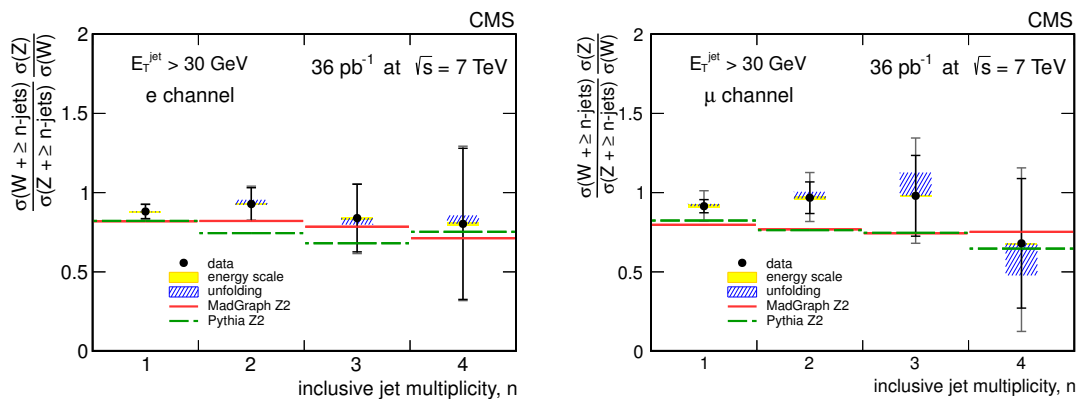 CMS
σ(W + ≥ n-jets) σ(Z)
σ(Z + ≥ n-jets) σ(W)
2
1.5
1
0.5
0
E_T^jet > 30 GeV
36 pb⁻¹ at √s = 7 TeV
e channel
data
energy scale
unfolding
MadGraph Z2
Pythia Z2
1 2 3 4
inclusive jet multiplicity, n
CMS
σ(W + ≥ n-jets) σ(Z)
σ(Z + ≥ n-jets) σ(W)
2
1.5
1
0.5
0
E_T^jet > 30 GeV
36 pb⁻¹ at √s = 7 TeV
μ channel
data
energy scale
unfolding
MadGraph Z2
Pythia Z2
1 2 3 4
inclusive jet multiplicity, n